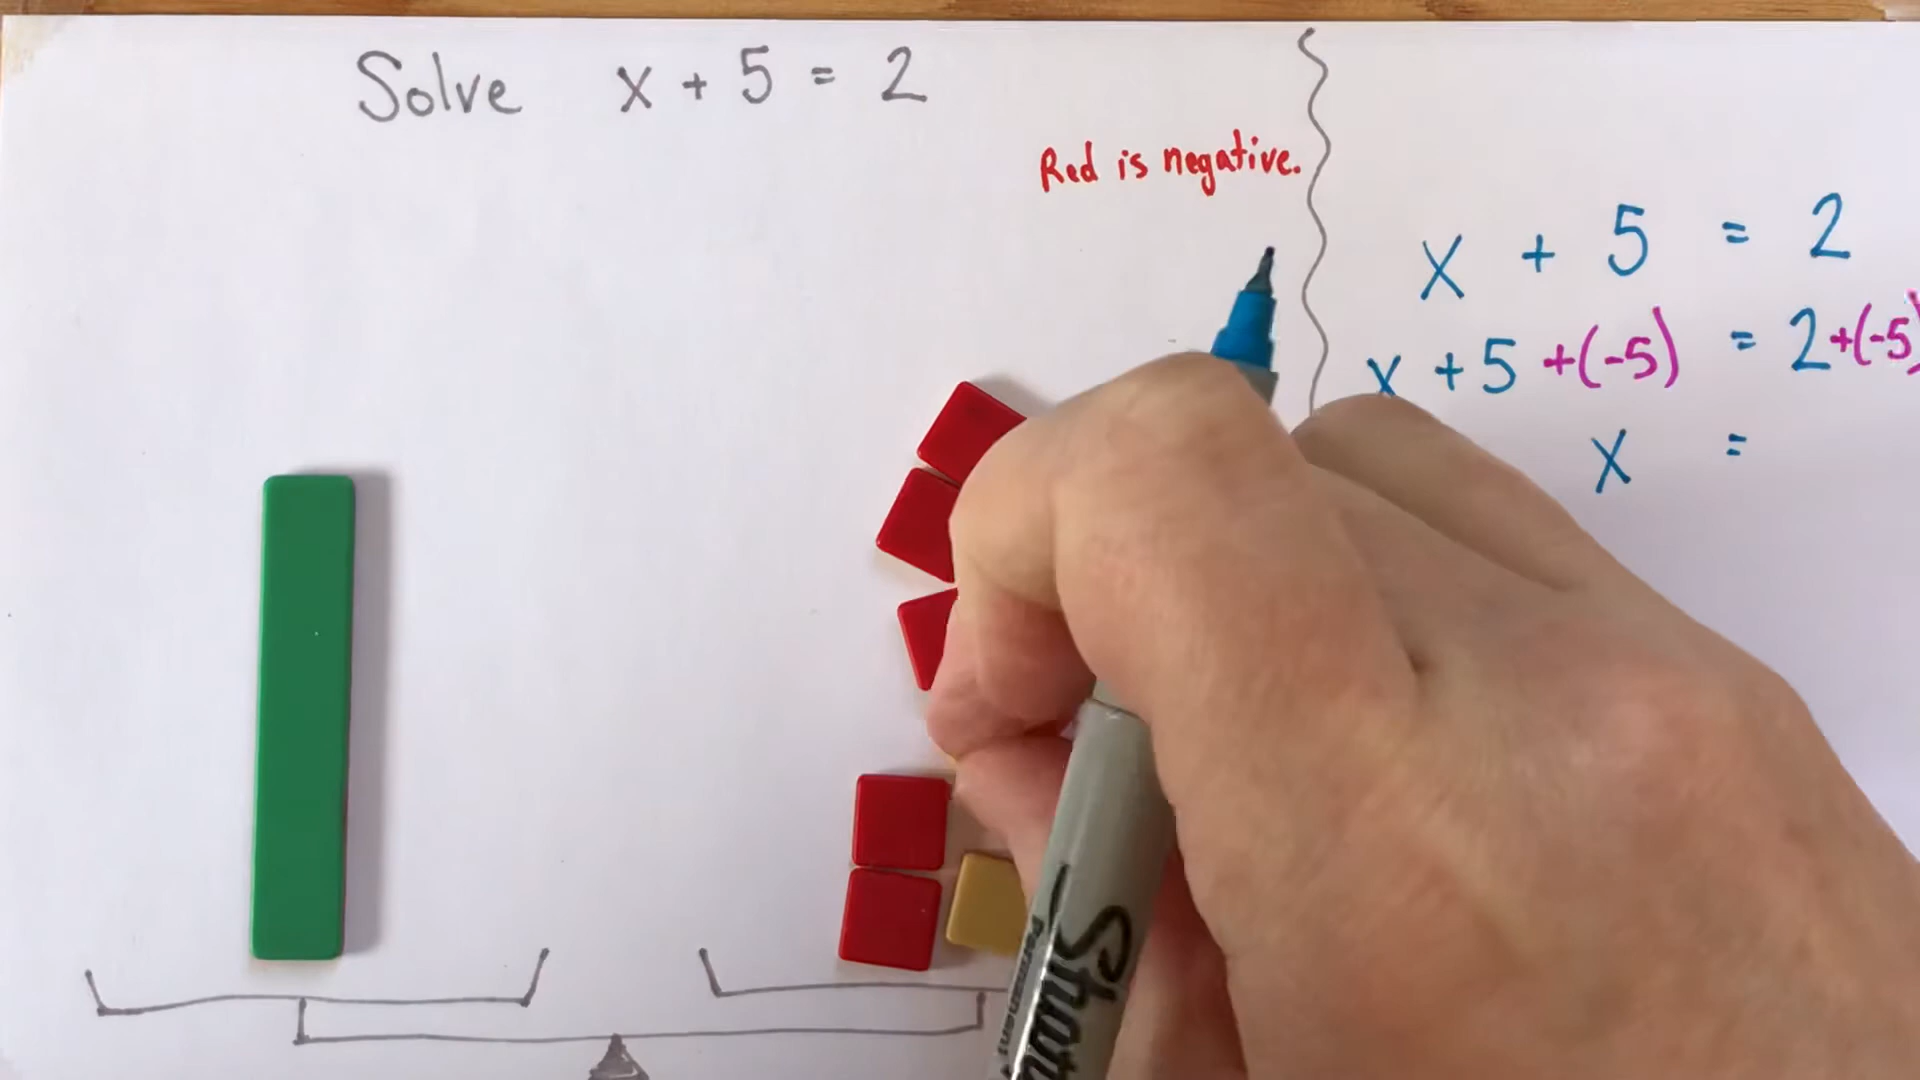 Solve x + 5 = 2
Red is negative.
x + 5 = 2
x + 5 +(-5) = 2+(-5)
x =